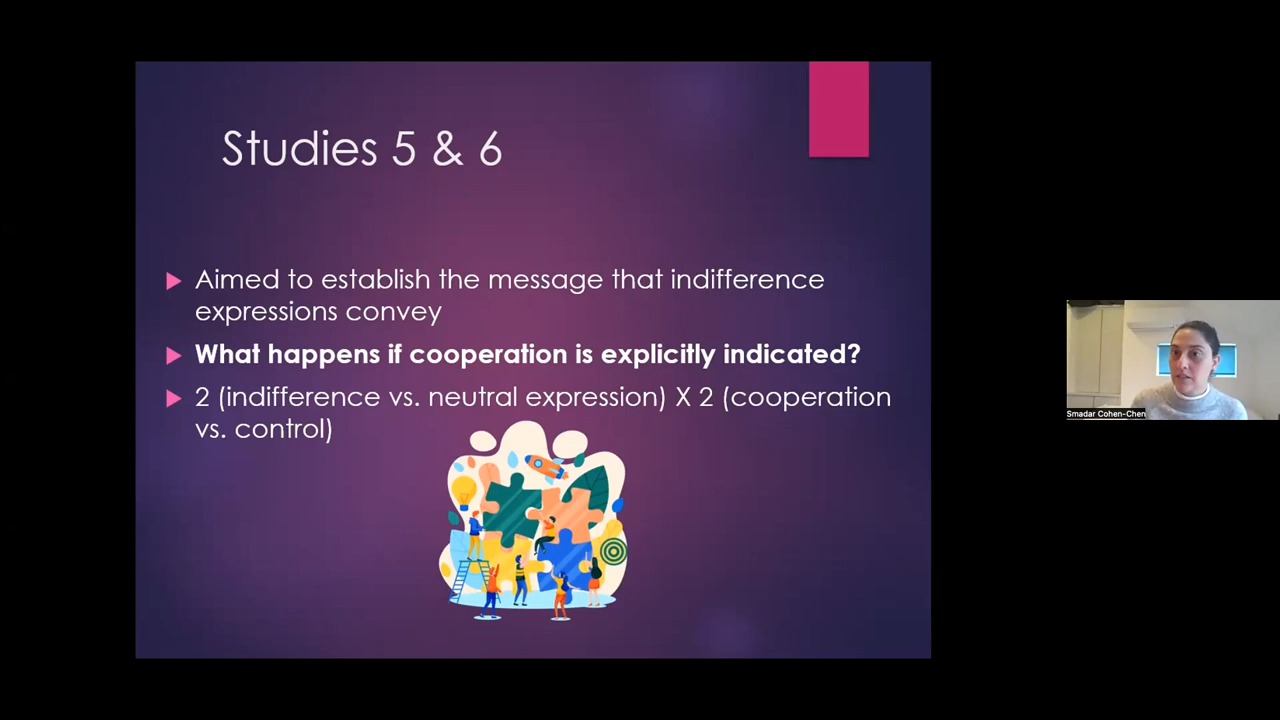 Studies 5 & 6
Aimed to establish the message that indifference
expressions convey
What happens if cooperation is explicitly indicated?
2 (indifference vs. neutral expression) X 2 (cooperation
vs. control)
Smadar Cohen-Chen